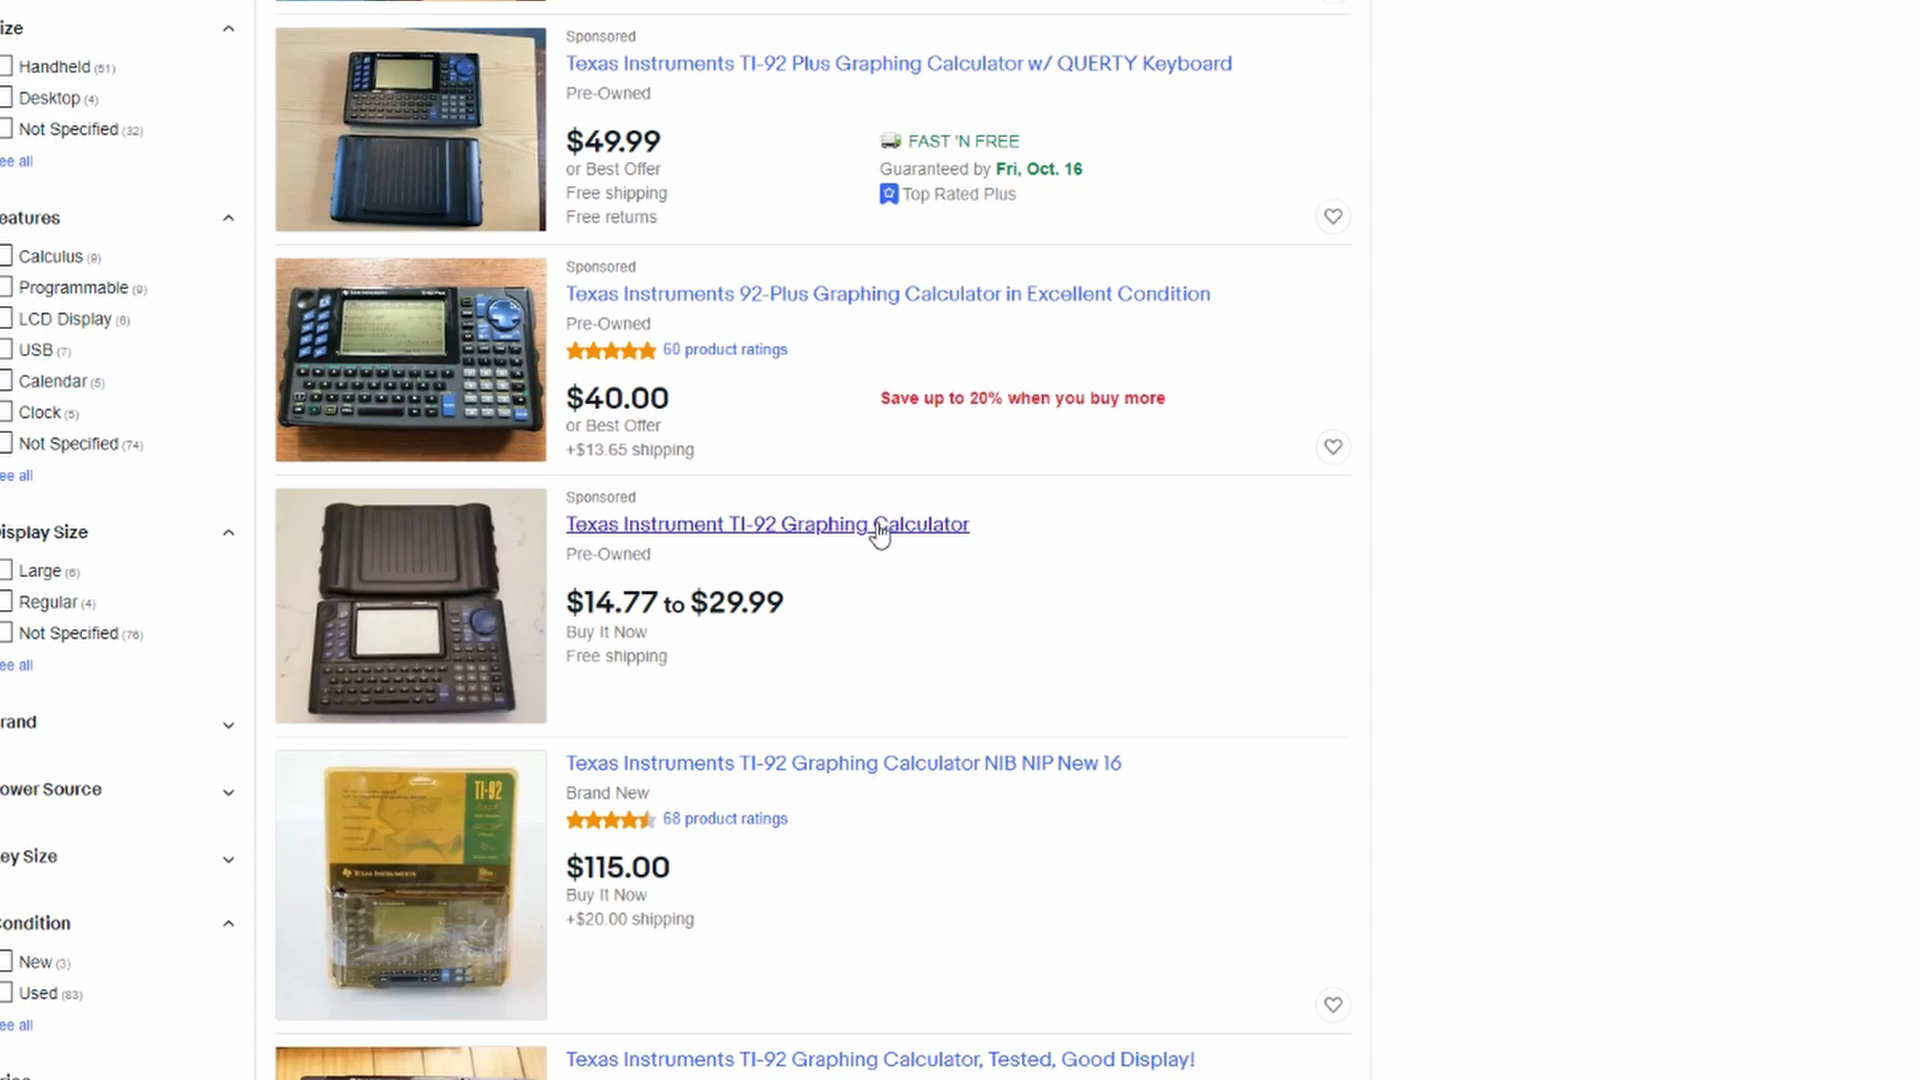 ize
Handheld (51)
Desktop (4)
Not Specified (32)
ee all
eatures
Calculus (9)
Programmable (9)
LCD Display (6)
USB (7)
Calendar (5)
Clock (5)
Not Specified (74)
ee all
isplay Size
Large (6)
Regular (4)
Not Specified (76)
ee all
rand
ower Source
ey Size
ondition
New (3)
Used (83)
ee all
Sponsored
Texas Instruments TI-92 Plus Graphing Calculator w/ QUERTY Keyboard
Pre-Owned
$49.99
or Best Offer
Free shipping
Free returns
FAST 'N FREE
Guaranteed by Fri, Oct. 16
Top Rated Plus
Sponsored
Texas Instruments 92-Plus Graphing Calculator in Excellent Condition
Pre-Owned
60 product ratings
$40.00
or Best Offer
+$13.65 shipping
Save up to 20% when you buy more
Sponsored
Texas Instrument TI-92 Graphing Calculator
Pre-Owned
$14.77 to $29.99
Buy It Now
Free shipping
TI-92
TEXAS INSTRUMENTS
Texas Instruments TI-92 Graphing Calculator NIB NIP New 16
Brand New
68 product ratings
$115.00
Buy It Now
+$20.00 shipping
Texas Instruments TI-92 Graphing Calculator, Tested, Good Display!